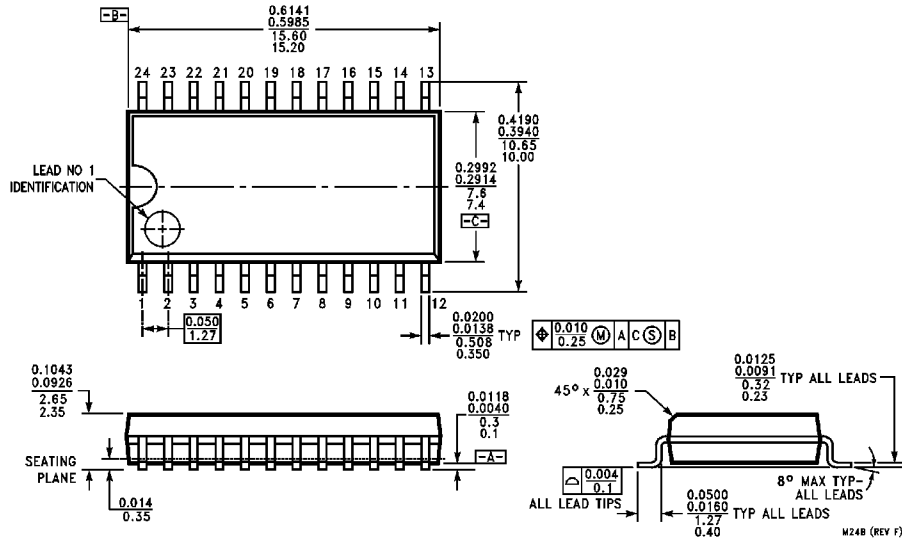 -B-
0.6141
0.5985
15.60
15.20
24 23 22 21 20 19 18 17 16 15 14 13
0.4190
0.3940
10.65
10.00
0.2992
0.2914
7.6
7.4
-C-
LEAD NO 1
IDENTIFICATION
1 2 3 4 5 6 7 8 9 10 11 12
0.050
1.27
0.0200
0.0138
0.508
0.350
TYP
0.010
0.25
M A C S B
0.1043
0.0926
2.65
2.35
0.0118
0.0040
0.3
0.1
-A-
SEATING
PLANE
0.014
0.35
45° x
0.029
0.010
0.75
0.25
0.0125
0.0091
0.32
0.23
TYP ALL LEADS
0.004
0.1
ALL LEAD TIPS
0.0500
0.0160
1.27
0.40
TYP ALL LEADS
8° MAX TYP-
ALL LEADS
M24B (REV F)